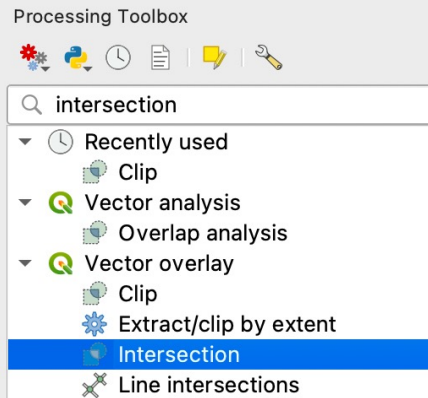 Processing Toolbox
intersection
Recently used
Clip
Vector analysis
Overlap analysis
Vector overlay
Clip
Extract/clip by extent
Intersection
Line intersections